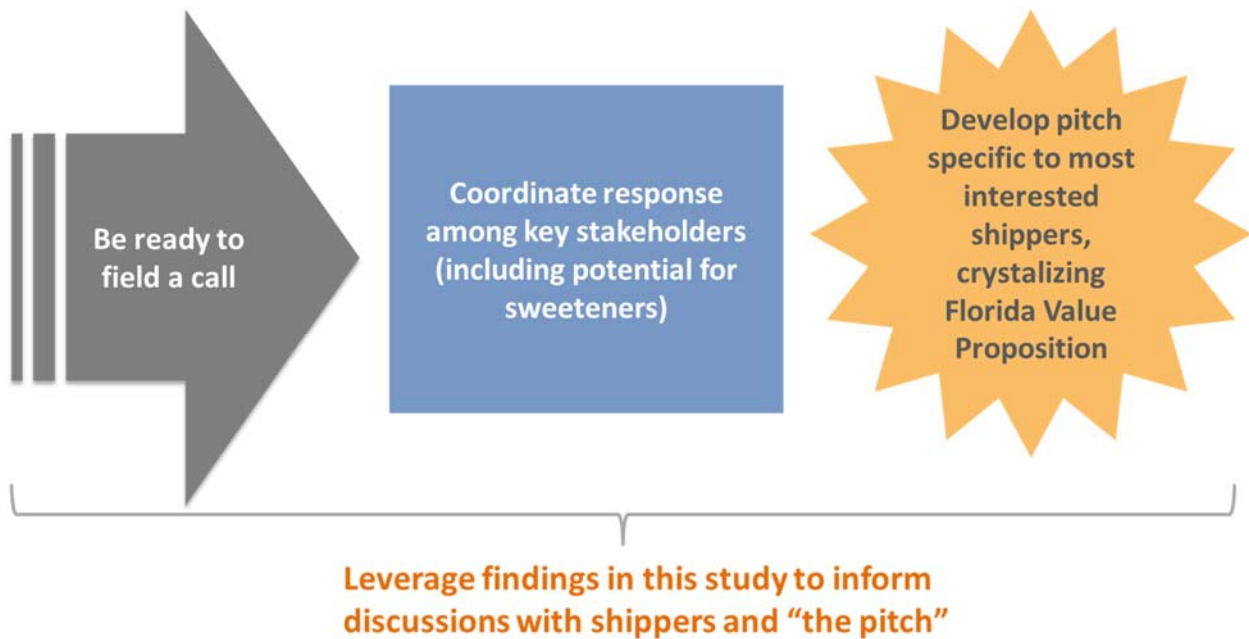 Be ready to
field a call
Coordinate response
among key stakeholders
(including potential for
sweeteners)
Develop pitch
specific to most
interested
shippers,
crystalizing
Florida Value
Proposition
Leverage findings in this study to inform
discussions with shippers and “the pitch”